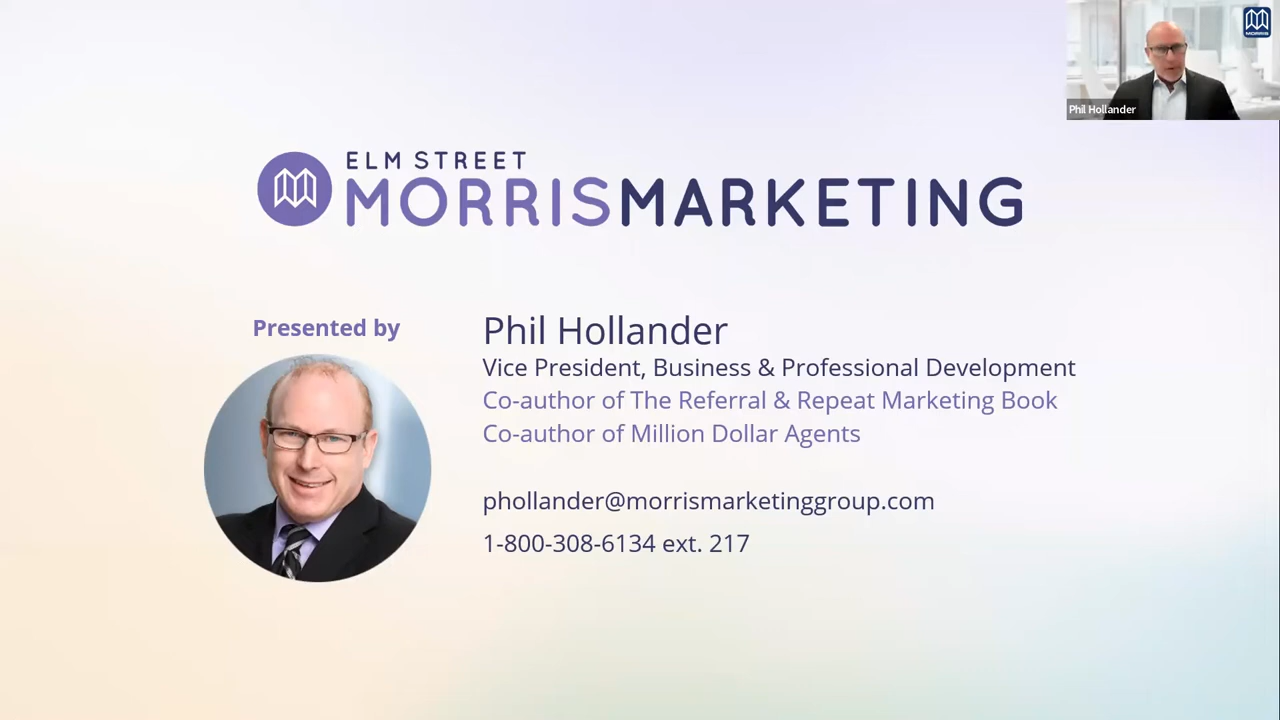 MORRIS
Phil Hollander
ELM STREET
MORRISMARKETING
Presented by
Phil Hollander
Vice President, Business & Professional Development
Co-author of The Referral & Repeat Marketing Book
Co-author of Million Dollar Agents
phollander@morrismarketinggroup.com
1-800-308-6134 ext. 217